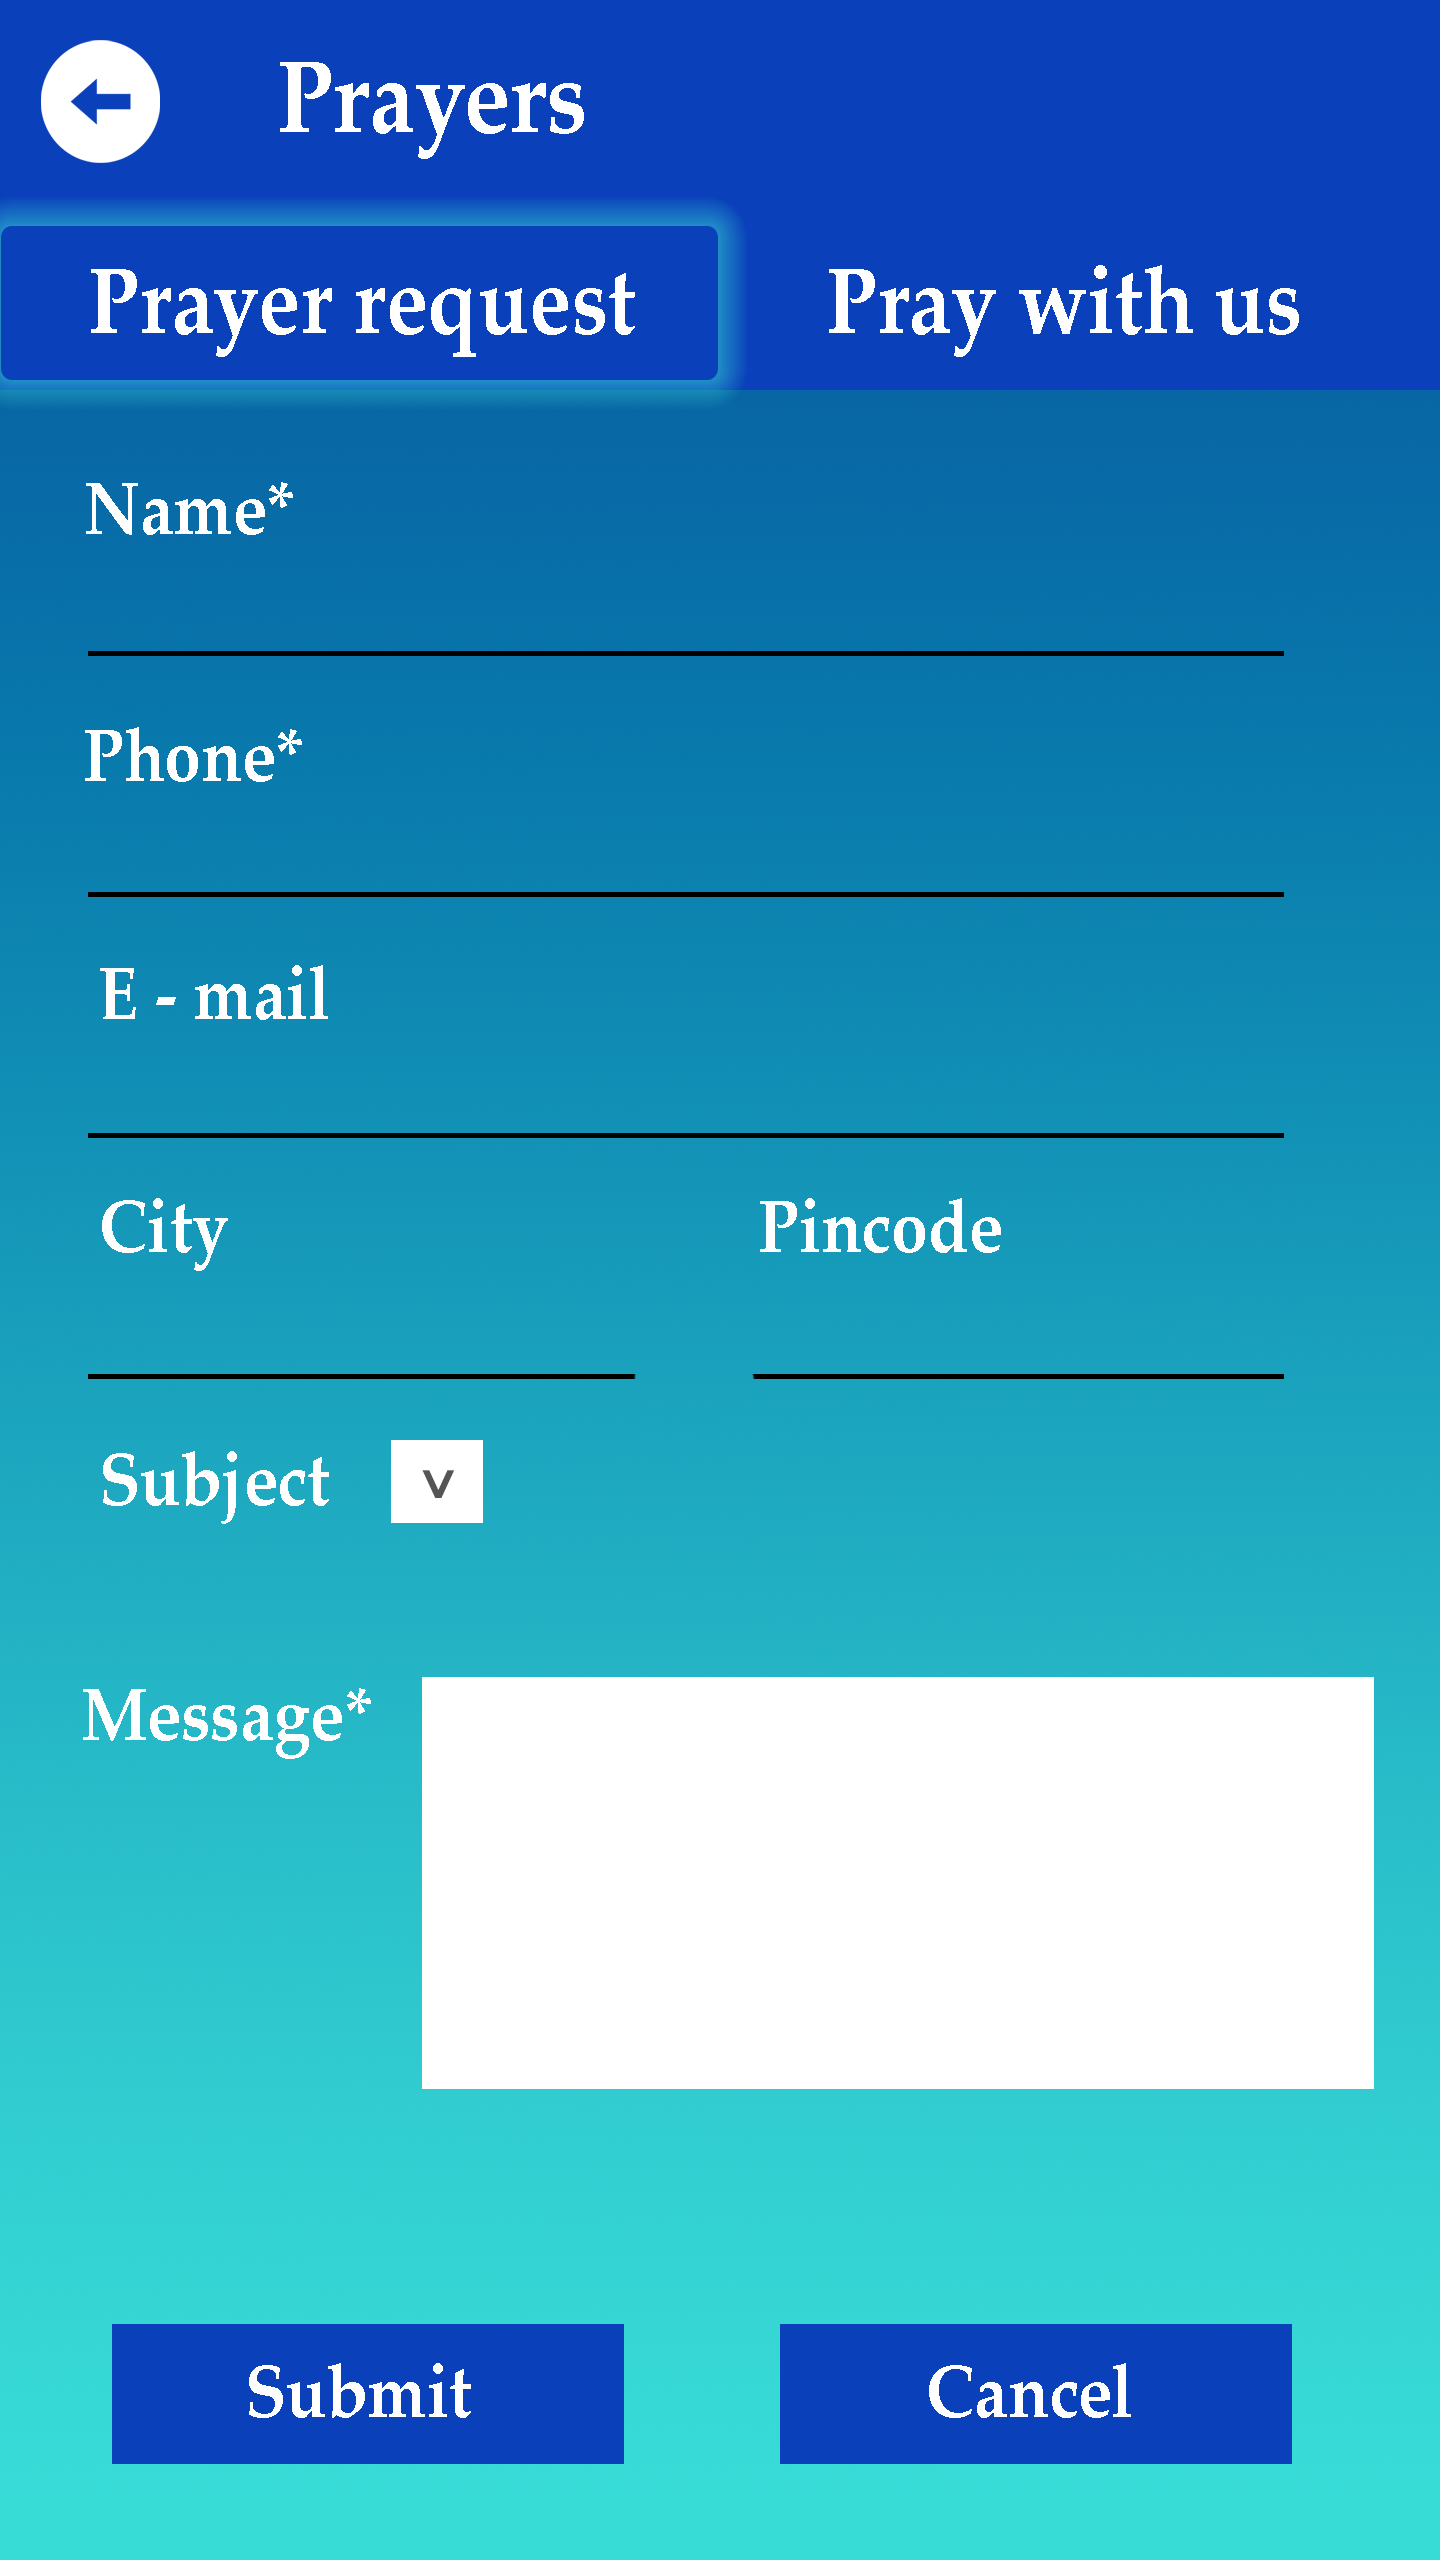 Prayers
Prayer request
Pray with us
Name*
Phone*
E - mail
City
Pincode
Subject
v
Message*
Submit
Cancel